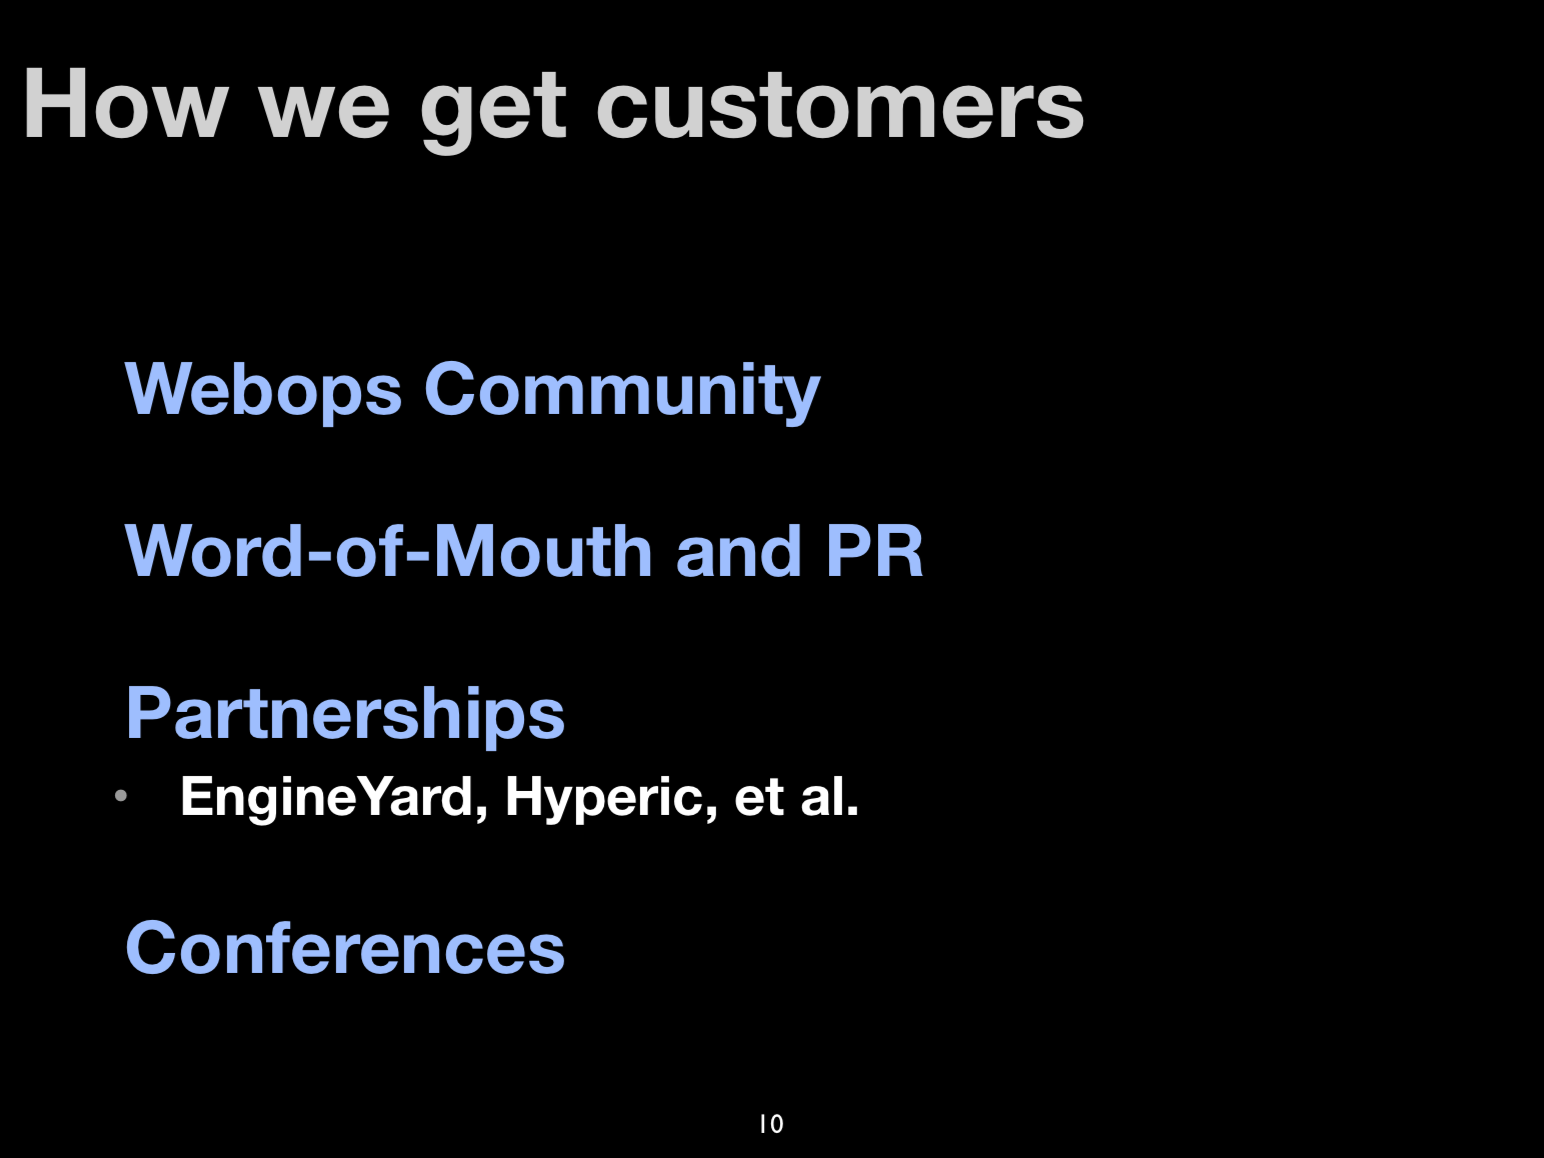 How we get customers
Webops Community
Word-of-Mouth and PR
Partnerships
• EngineYard, Hyperic, et al.
Conferences
10